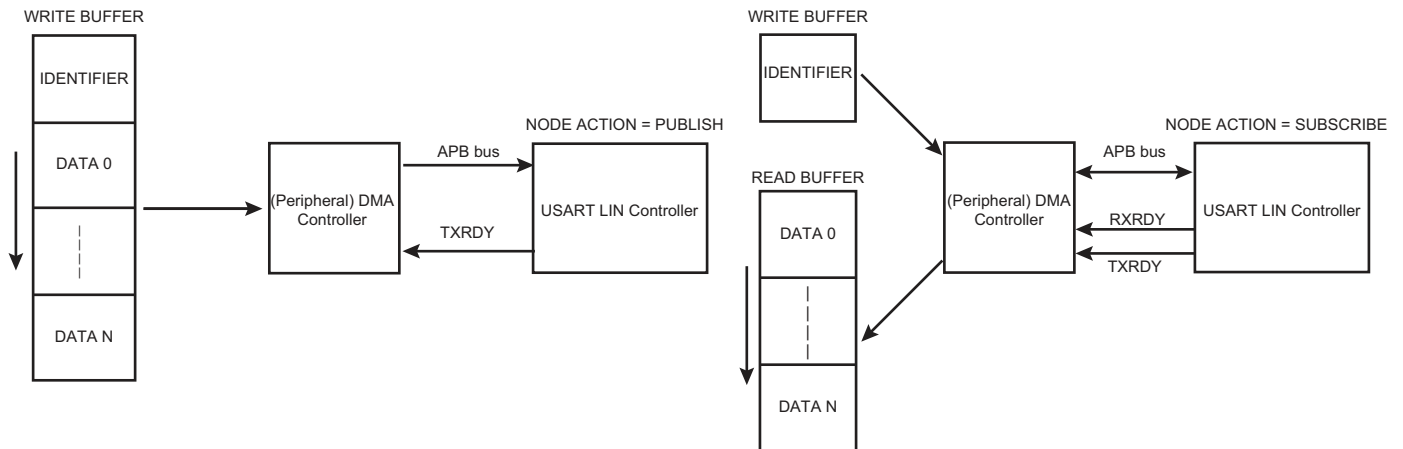 WRITE BUFFER
IDENTIFIER
DATA 0
DATA N
(Peripheral) DMA
Controller
APB bus
TXRDY
NODE ACTION = PUBLISH
USART LIN Controller
WRITE BUFFER
IDENTIFIER
READ BUFFER
DATA 0
DATA N
(Peripheral) DMA
Controller
APB bus
RXRDY
TXRDY
NODE ACTION = SUBSCRIBE
USART LIN Controller